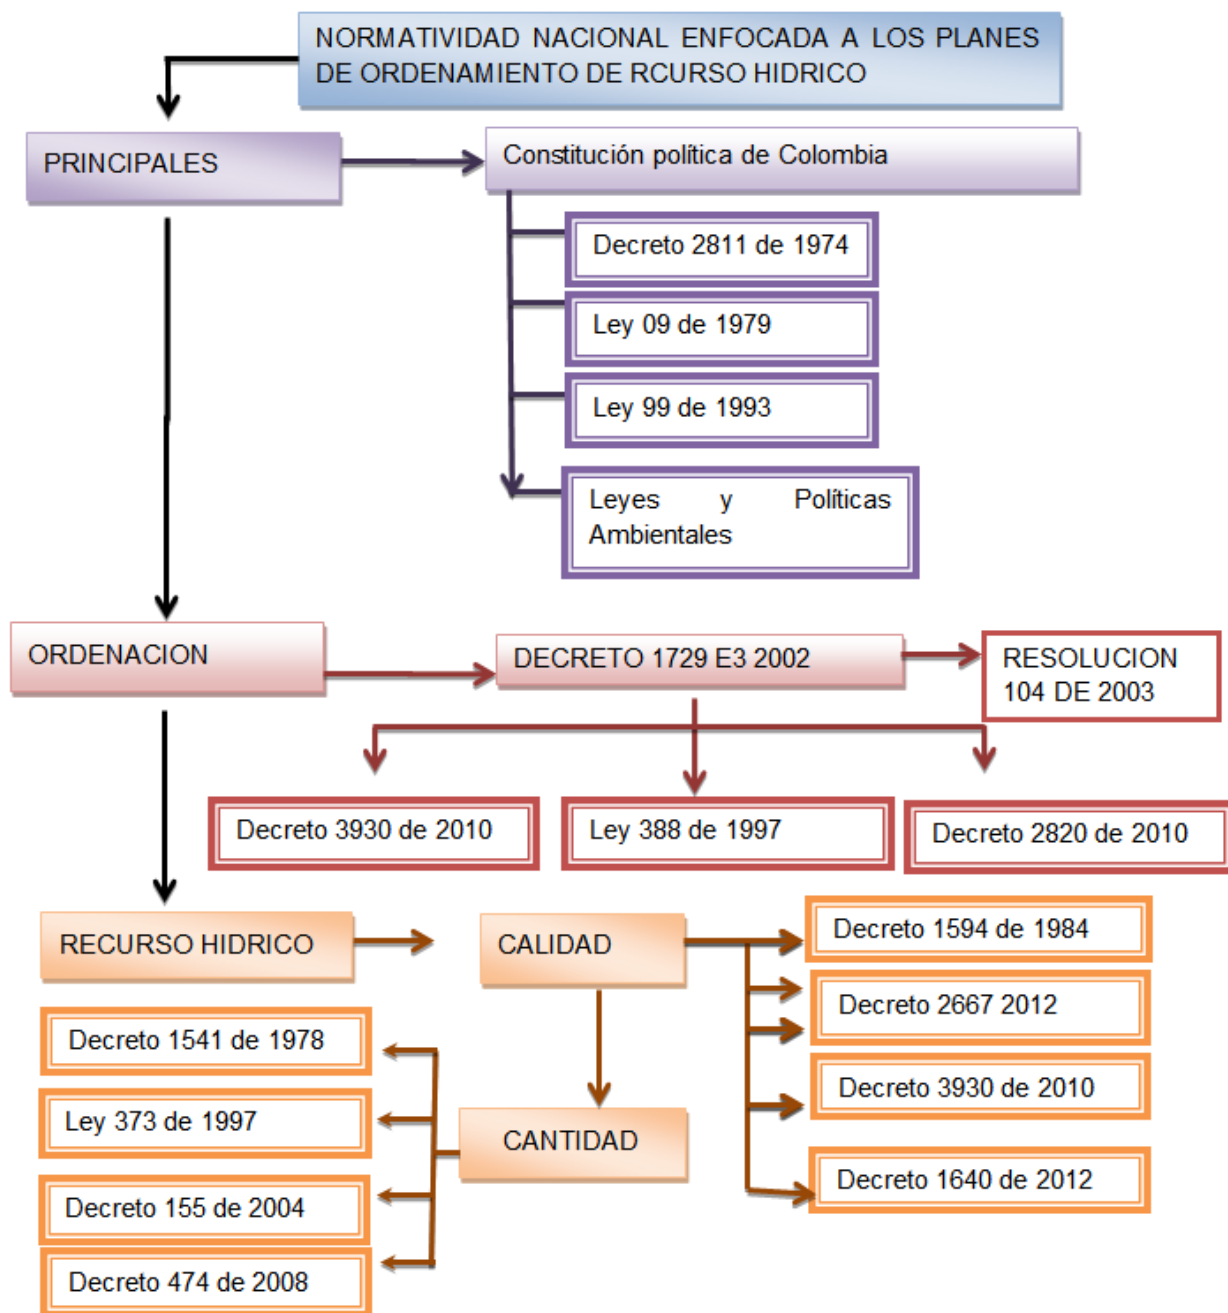 NORMATIVIDAD NACIONAL ENFOCADA A LOS PLANES
DE ORDENAMIENTO DE RCURSO HIDRICO
PRINCIPALES
Constitución política de Colombia
Decreto 2811 de 1974
Ley 09 de 1979
Ley 99 de 1993
Leyes y Políticas
Ambientales
ORDENACION
DECRETO 1729 E3 2002
RESOLUCION
104 DE 2003
Decreto 3930 de 2010
Ley 388 de 1997
Decreto 2820 de 2010
RECURSO HIDRICO
CALIDAD
Decreto 1594 de 1984
Decreto 2667 2012
Decreto 3930 de 2010
Decreto 1640 de 2012
CANTIDAD
Decreto 1541 de 1978
Ley 373 de 1997
Decreto 155 de 2004
Decreto 474 de 2008